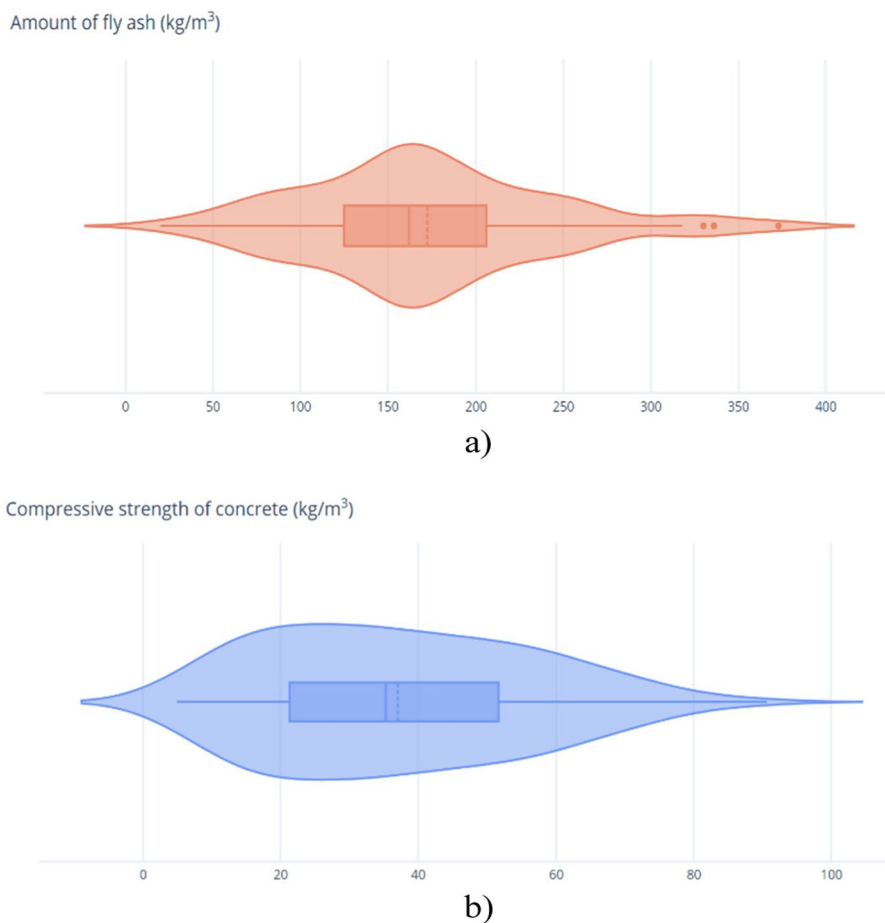 Amount of fly ash (kg/m³)
0 50 100 150 200 250 300 350 400
a)
Compressive strength of concrete (kg/m³)
0 20 40 60 80 100
b)